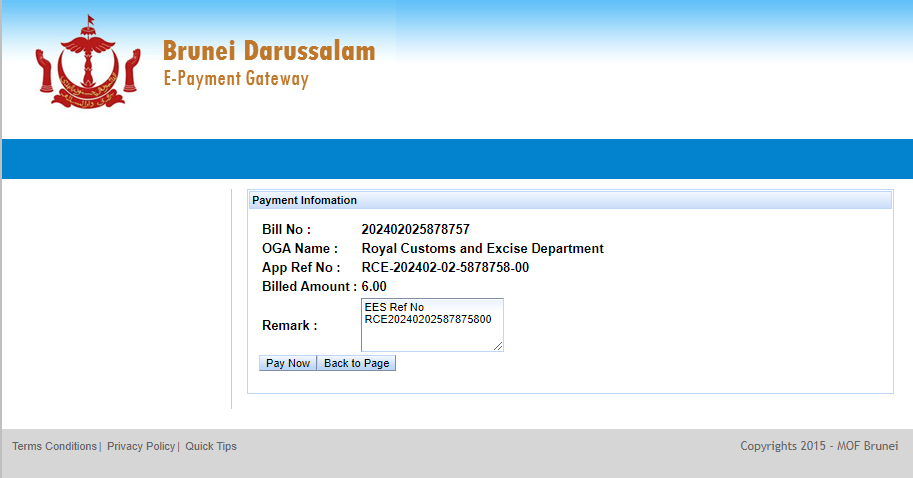 Brunei Darussalam
E-Payment Gateway
Payment Infomation
Bill No : 202402025878757
OGA Name : Royal Customs and Excise Department
App Ref No : RCE-202402-02-5878758-00
Billed Amount : 6.00
Remark : EES Ref No
RCE20240202587875800
Pay Now Back to Page
Terms Conditions | Privacy Policy | Quick Tips
Copyrights 2015 - MOF Brunei